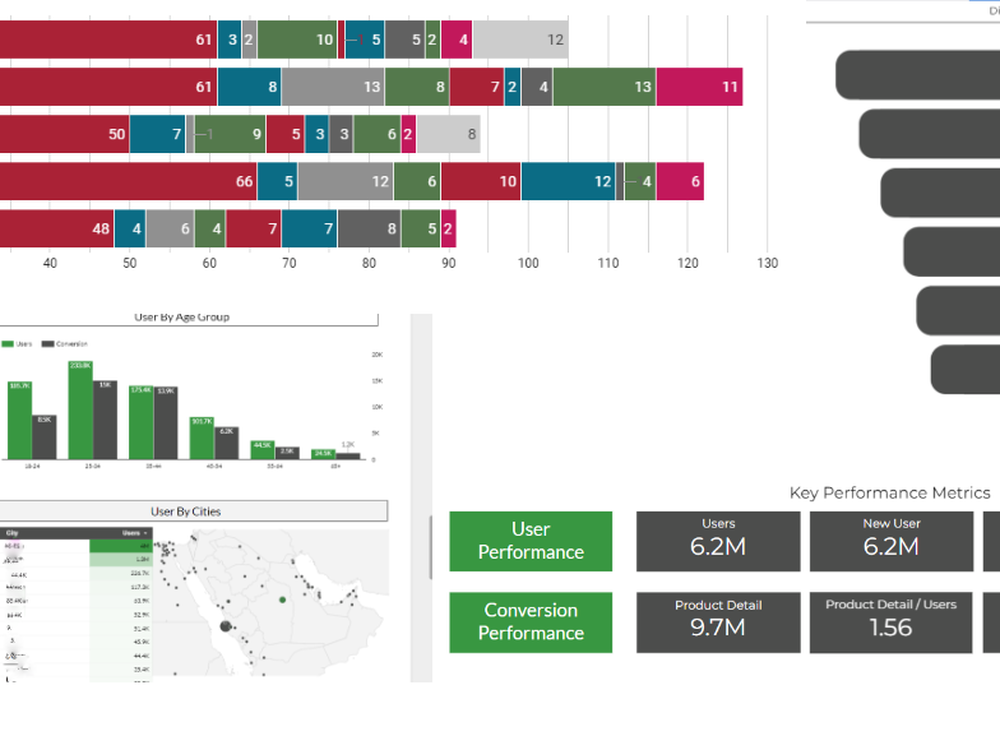 Di
61 3 2 10 5 5 2 4 12
61 8 13 8 7 2 4 13 11
50 7 1 9 5 3 3 6 2 8
66 5 12 6 10 12 4 6
48 4 6 4 7 7 8 5 2
40 50 60 70 80 90 100 110 120 130
User By Age Group
Users Conversion
20K
15K
10K
5K
0
185.7K 8.5K 233.8K 15K 175.4K 13.9K 101.7K 6.2K 44.5K 2.5K 24.5K 1.2K
18-24 25-34 35-44 45-54 55-64 65+
User By Cities
City Users
1.3M
226.7K
117.3K
63.9K
52.9K
51.4K
45.9K
44.4K
Key Performance Metrics
User
Performance
Users
6.2M
New User
6.2M
Conversion
Performance
Product Detail
9.7M
Product Detail / Users
1.56